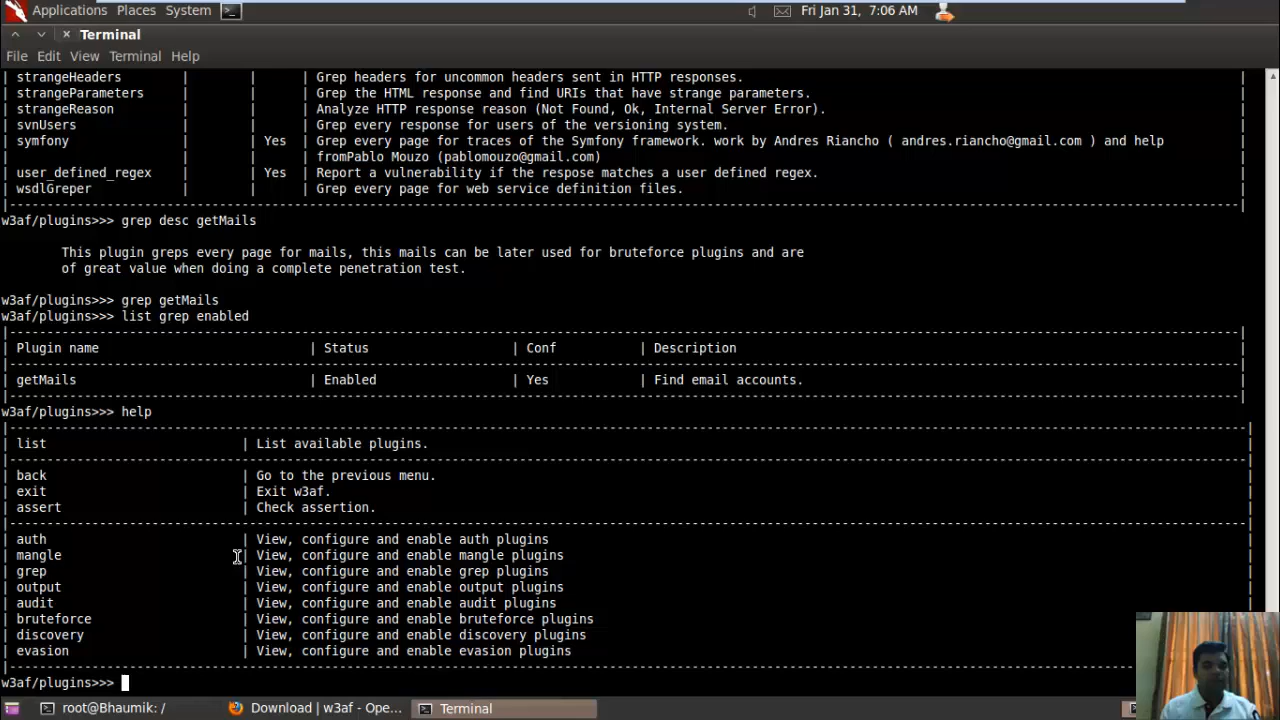 Applications Places System Fri Jan 31, 7:06 AM
Terminal
File Edit View Terminal Help
| strangeHeaders | | | Grep headers for uncommon headers sent in HTTP responses. |
| strangeParameters | | | Grep the HTML response and find URIs that have strange parameters. |
| strangeReason | | | Analyze HTTP response reason (Not Found, Ok, Internal Server Error). |
| svnUsers | | | Grep every response for users of the versioning system. |
| symfony | | Yes | Grep every page for traces of the Symfony framework. work by Andres Riancho ( andres.riancho@gmail.com ) and help |
| | | | fromPablo Mouzo (pablomouzo@gmail.com) |
| user_defined_regex | | Yes | Report a vulnerability if the respose matches a user defined regex. |
| wsdlGreper | | | Grep every page for web service definition files. |
w3af/plugins>>> grep desc getMails
This plugin greps every page for mails, this mails can be later used for bruteforce plugins and are
of great value when doing a complete penetration test.
w3af/plugins>>> grep getMails
w3af/plugins>>> list grep enabled
| Plugin name | Status | Conf | Description |
| getMails | Enabled | Yes | Find email accounts. |
w3af/plugins>>> help
| list | List available plugins. |
| back | Go to the previous menu. |
| exit | Exit w3af. |
| assert | Check assertion. |
| auth | View, configure and enable auth plugins |
| mangle | View, configure and enable mangle plugins |
| grep | View, configure and enable grep plugins |
| output | View, configure and enable output plugins |
| audit | View, configure and enable audit plugins |
| bruteforce | View, configure and enable bruteforce plugins
| discovery | View, configure and enable discovery plugins
| evasion | View, configure and enable evasion plugins
w3af/plugins>>>
root@Bhaumik: / Download | w3af - Ope... Terminal